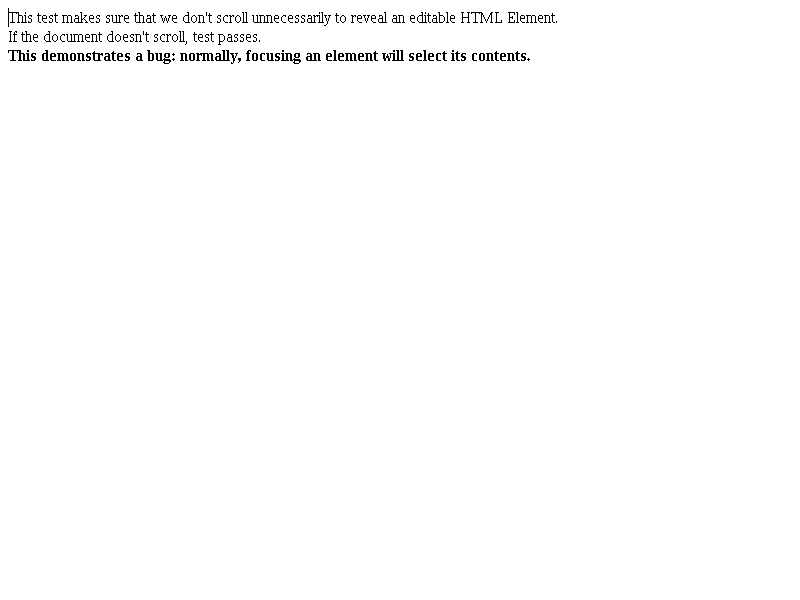 This test makes sure that we don't scroll unnecessarily to reveal an editable HTML Element.
If the document doesn't scroll, test passes.
This demonstrates a bug: normally, focusing an element will select its contents.